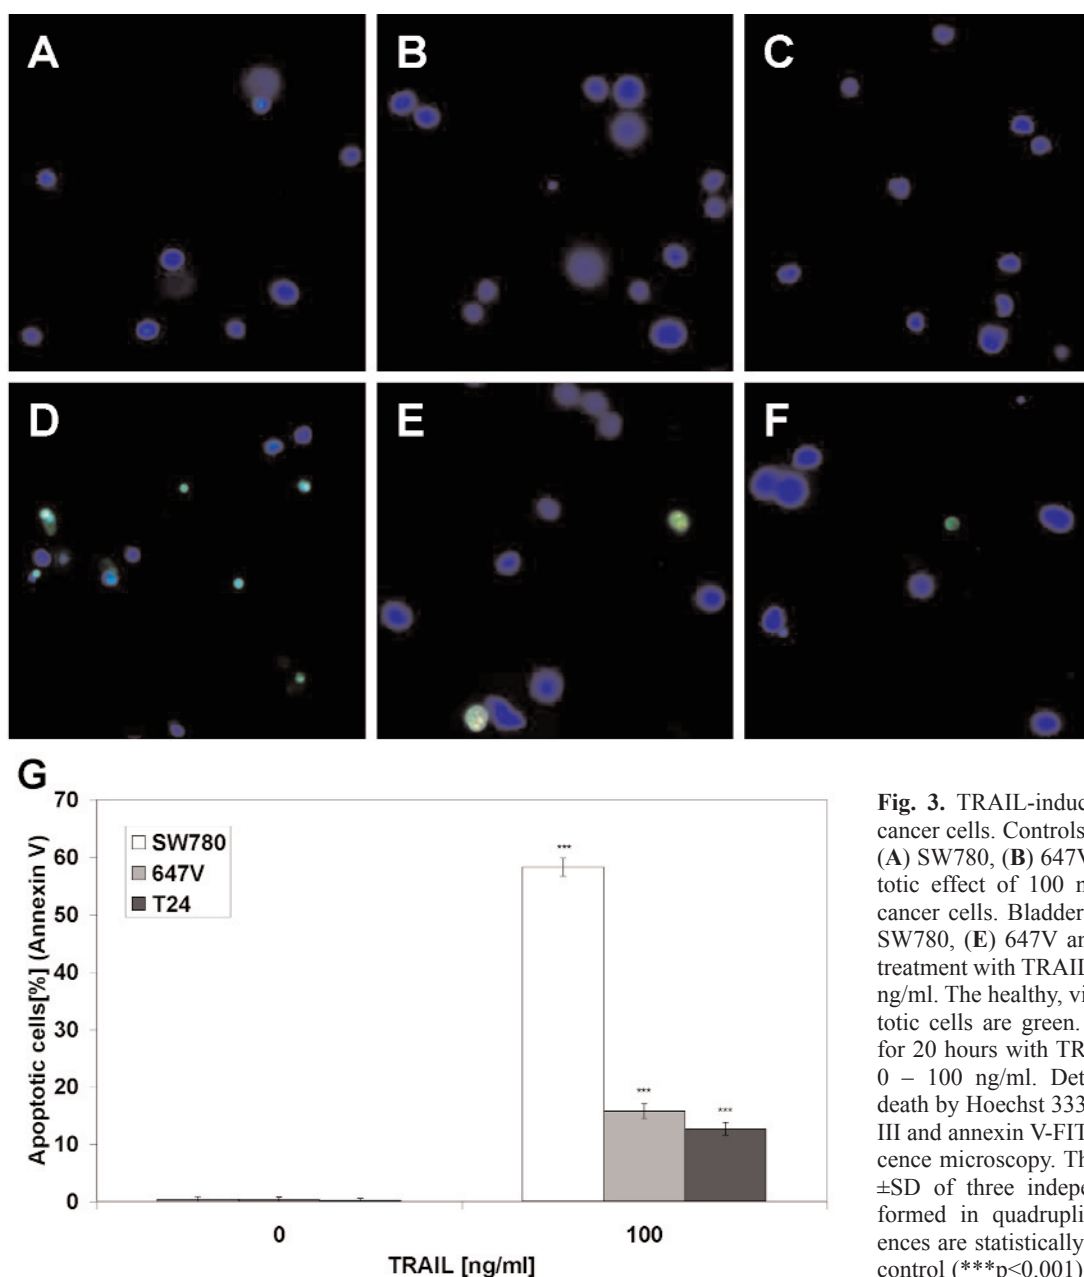 A
B
C
D
E
F
G
70
60
50
40
30
20
10
0
Apoptotic cells[%] (Annexin V)
SW780
647V
T24
***
***
***
0
100
TRAIL [ng/ml]
Fig. 3. TRAIL-induc
cancer cells. Controls
(A) SW780, (B) 647V
totic effect of 100 n
cancer cells. Bladder
SW780, (E) 647V an
treatment with TRAIL
ng/ml. The healthy, vi
totic cells are green.
for 20 hours with TR
0 – 100 ng/ml. Det
death by Hoechst 333
III and annexin V-FIT
cence microscopy. Th
±SD of three indepe
formed in quadrupli
ences are statistically
control (***p<0.001)